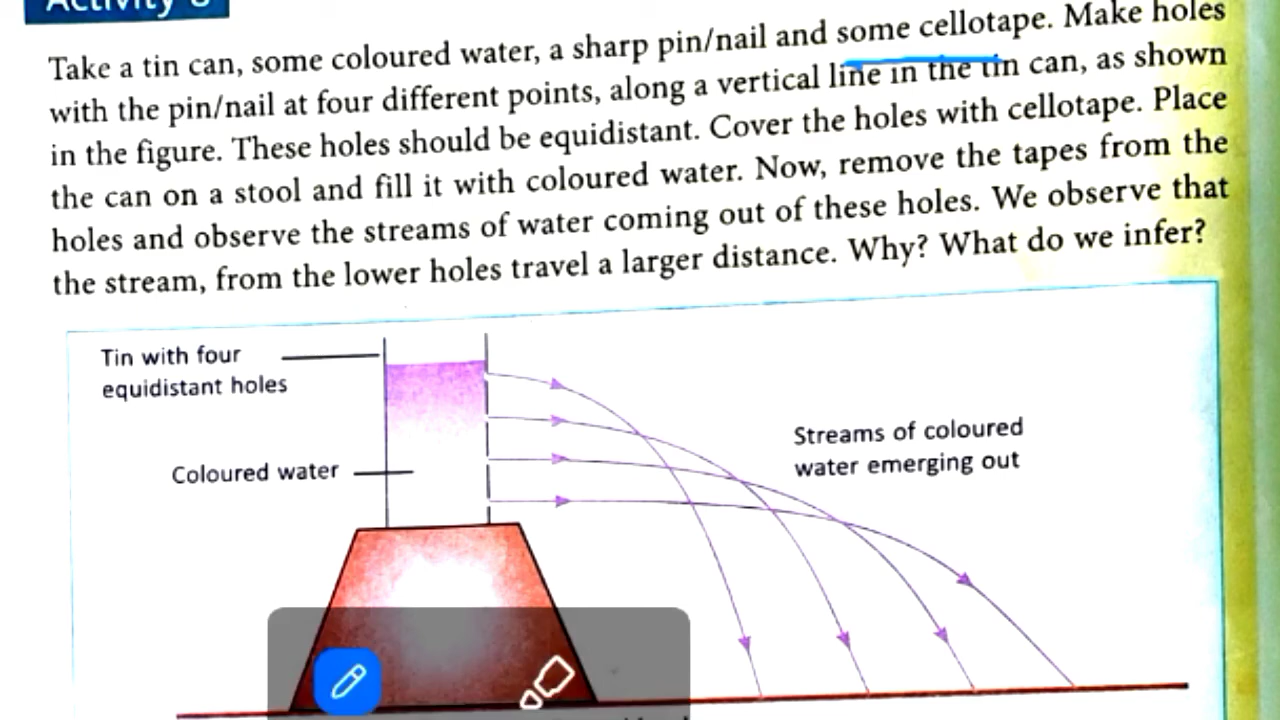 Activity
Take a tin can, some coloured water, a sharp pin/nail and some cellotape. Make holes
with the pin/nail at four different points, along a vertical line in the tin can, as shown
in the figure. These holes should be equidistant. Cover the holes with cellotape. Place
the can on a stool and fill it with coloured water. Now, remove the tapes from the
holes and observe the streams of water coming out of these holes. We observe that
the stream, from the lower holes travel a larger distance. Why? What do we infer?
Tin with four
equidistant holes
Coloured water
Streams of coloured
water emerging out